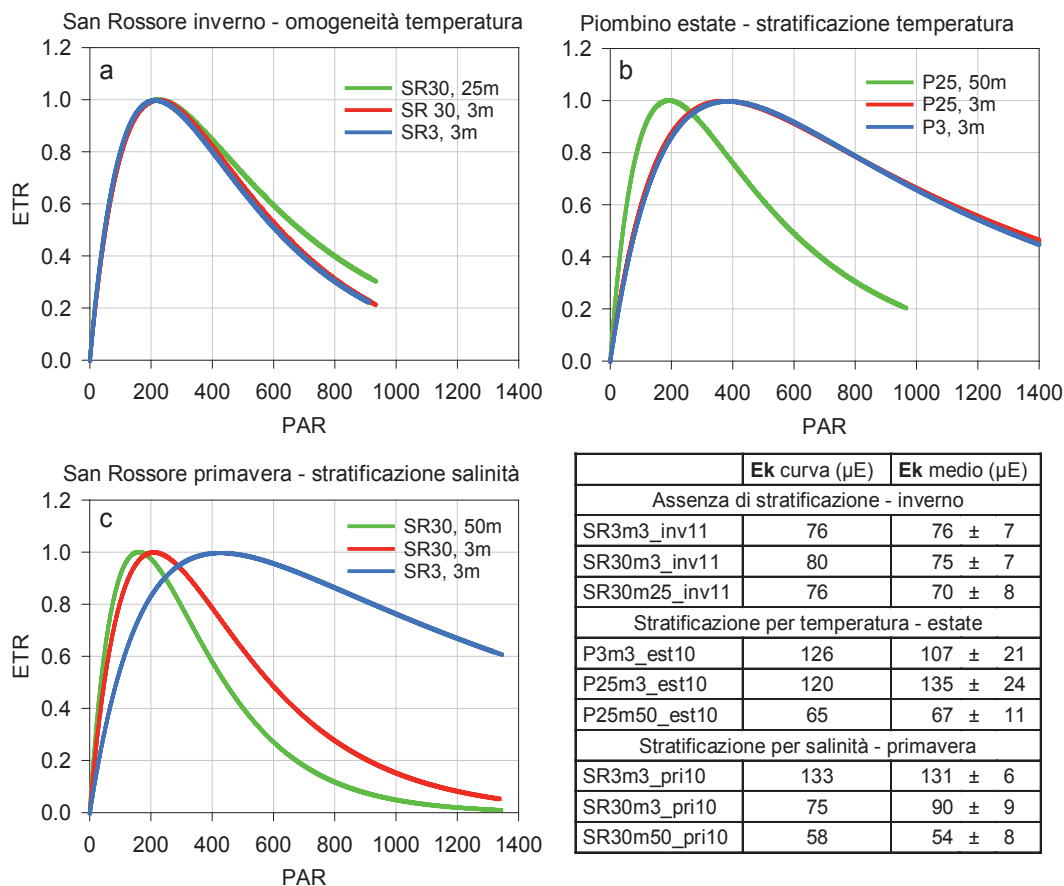 San Rossore inverno - omogeneità temperatura
a
SR30, 25m
SR 30, 3m
SR3, 3m
1.2
1.0
0.8
0.6
0.4
0.2
0.0
ETR
0 200 400 600 800 1000 1200 1400
PAR
Piombino estate - stratificazione temperatura
b
P25, 50m
P25, 3m
P3, 3m
1.2
1.0
0.8
0.6
0.4
0.2
0.0
ETR
0 200 400 600 800 1000 1200 1400
PAR
San Rossore primavera - stratificazione salinità
c
SR30, 50m
SR30, 3m
SR3, 3m
1.2
1.0
0.8
0.6
0.4
0.2
0.0
ETR
0 200 400 600 800 1000 1200 1400
PAR
Ek curva (µE) Ek medio (µE)
Assenza di stratificazione - inverno
SR3m3_inv11 76 76 ± 7
SR30m3_inv11 80 75 ± 7
SR30m25_inv11 76 70 ± 8
Stratificazione per temperatura - estate
P3m3_est10 126 107 ± 21
P25m3_est10 120 135 ± 24
P25m50_est10 65 67 ± 11
Stratificazione per salinità - primavera
SR3m3_pri10 133 131 ± 6
SR30m3_pri10 75 90 ± 9
SR30m50_pri10 58 54 ± 8